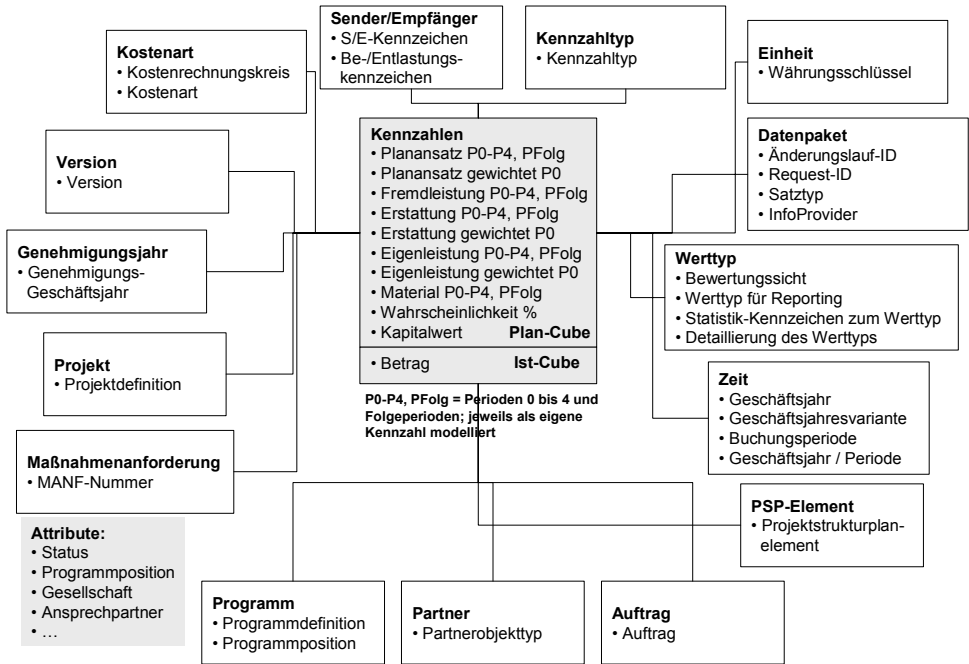 Sender/Empfänger
• S/E-Kennzeichen
• Be-/Entlastungs-
kennzeichen
Kennzahltyp
• Kennzahltyp
Kostenart
• Kostenrechnungskreis
• Kostenart
Einheit
• Währungsschlüssel
Version
• Version
Kennzahlen
• Planansatz P0-P4, PFolg
• Planansatz gewichtet P0
• Fremdleistung P0-P4, PFolg
• Erstattung P0-P4, PFolg
• Erstattung gewichtet P0
• Eigenleistung P0-P4, PFolg
• Eigenleistung gewichtet P0
• Material P0-P4, PFolg
• Wahrscheinlichkeit %
• Kapitalwert Plan-Cube
• Betrag Ist-Cube
P0-P4, PFolg = Perioden 0 bis 4 und
Folgeperioden; jeweils als eigene
Kennzahl modelliert
Datenpaket
• Änderungslauf-ID
• Request-ID
• Satztyp
• InfoProvider
Genehmigungsjahr
• Genehmigungs-
Geschäftsjahr
Werttyp
• Bewertungssicht
• Werttyp für Reporting
• Statistik-Kennzeichen zum Werttyp
• Detaillierung des Werttyps
Projekt
• Projektdefinition
Zeit
• Geschäftsjahr
• Geschäftsjahresvariante
• Buchungsperiode
• Geschäftsjahr / Periode
Maßnahmenanforderung
• MANF-Nummer
Attribute:
• Status
• Programmposition
• Gesellschaft
• Ansprechpartner
• …
PSP-Element
• Projektstrukturplan-
element
Programm
• Programmdefinition
• Programmposition
Partner
• Partnerobjekttyp
Auftrag
• Auftrag